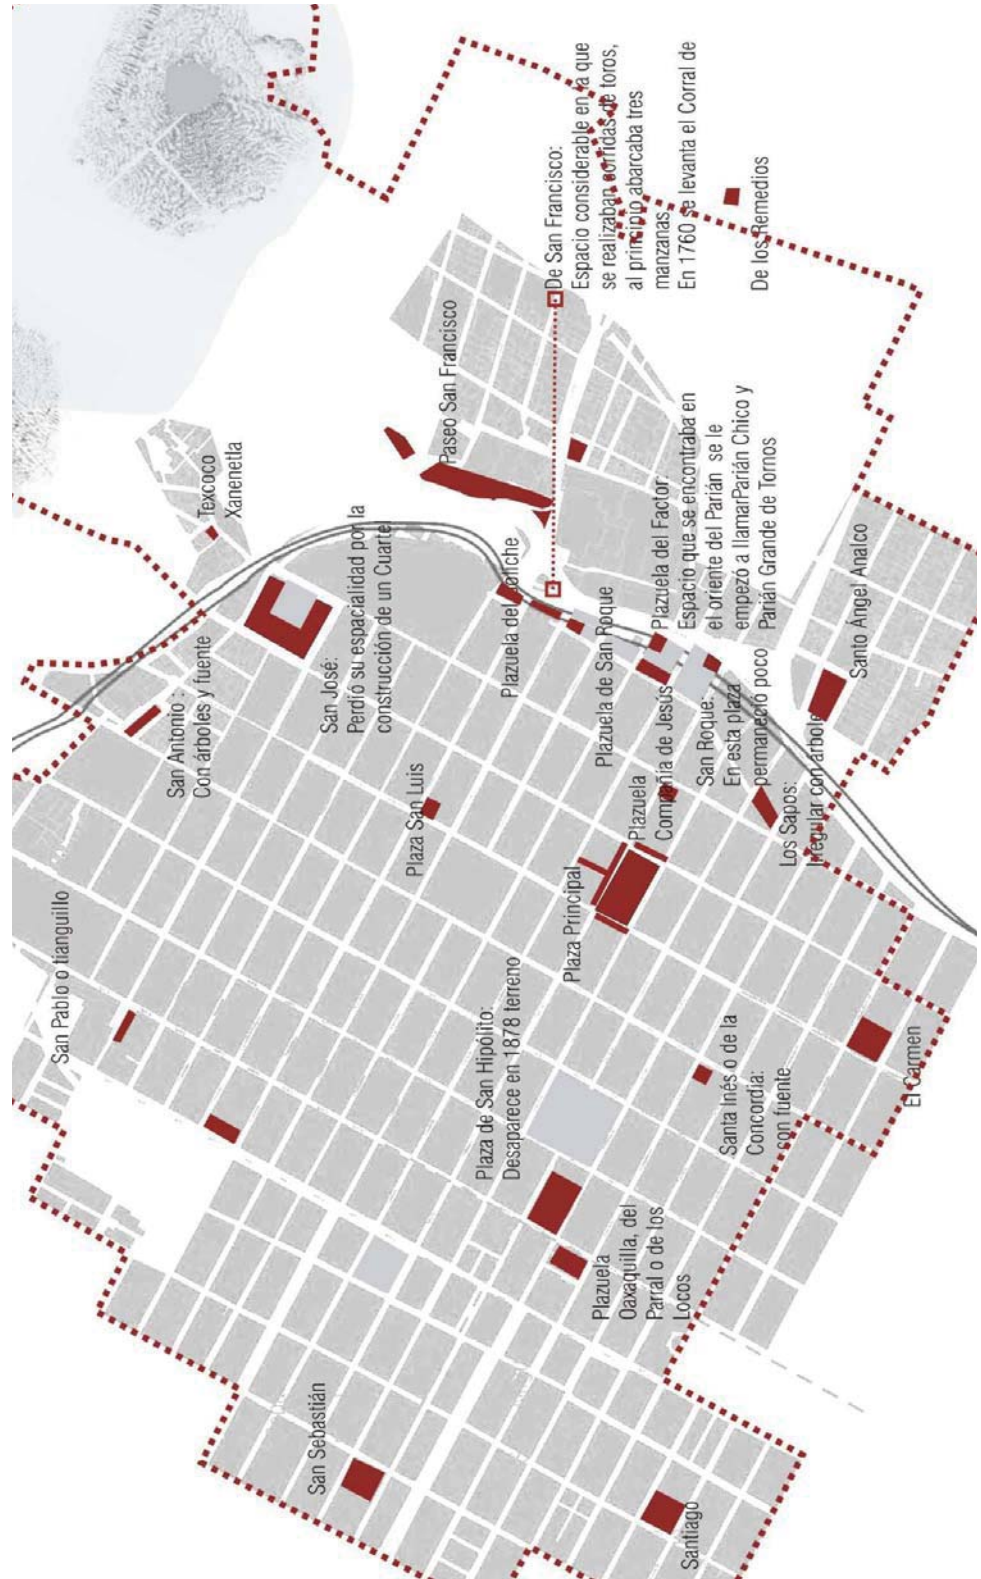 San Pablo o tianguillo
San Antonio :
Con árboles y fuente
Texcoco
Xanenetla
San José:
Perdió su espacialidad por la
construcción de un Cuartel
Paseo San Francisco
De San Francisco:
Espacio considerable en la que
se realizaban corridas de toros,
al principio abarcaba tres
manzanas
En 1760 se levanta el Corral de
De los Remedios
Plaza San Luis
Plazuela del Boliche
Plazuela de San Roque
Plazuela del Factor:
Espacio que se encontraba en
el oriente del Parián se le
empezó a llamarParián Chico y
Parián Grande de Tornos
Plaza Principal
Plazuela
Compañía de Jesús
San Roque:
En esta plaza
permaneció poco
Los Sapos:
Irregular con árbole
Santo Ángel Analco
Plaza de San Hipólito:
Desaparece en 1878 terreno
Santa Inés o de la
Concordia:
con fuente
El Carmen
Plazuela
Oaxaquilla, del
Parral o de los
Locos
San Sebastián
Santiago